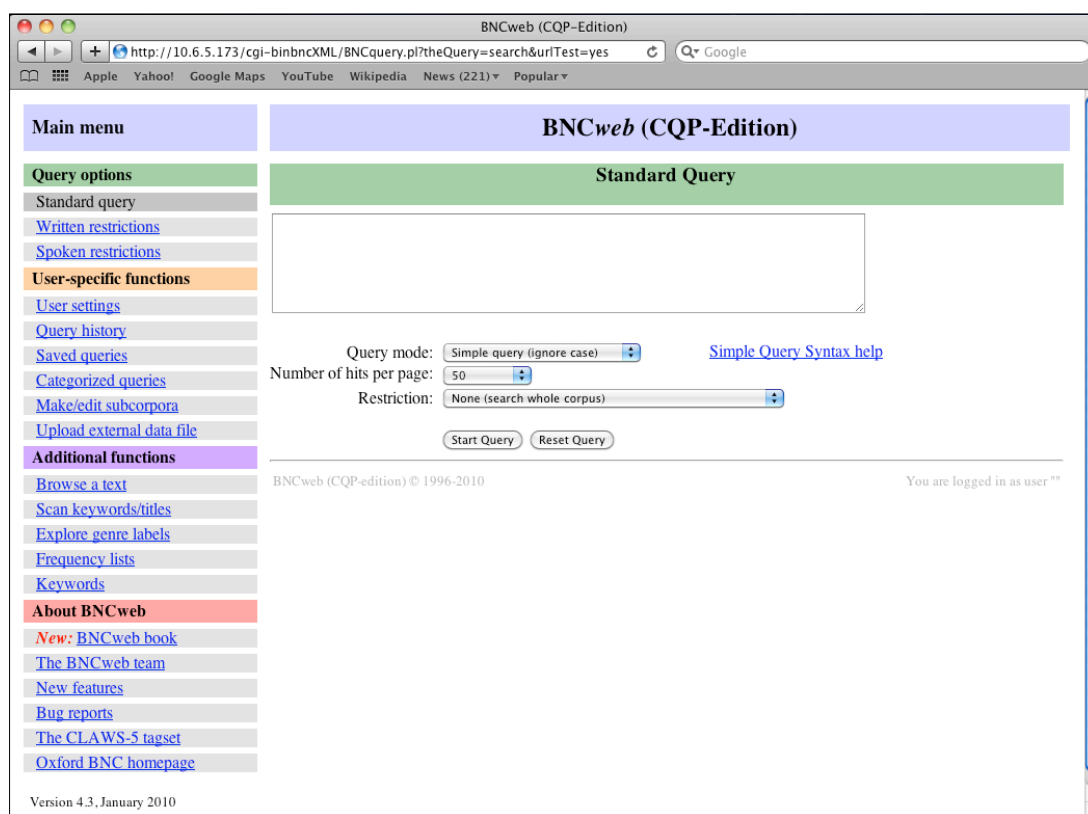 BNCweb (CQP-Edition)
http://10.6.5.173/cgi-binbncXML/BNCquery.pl?theQuery=search&urlTest=yes
Google
Apple Yahoo! Google Maps YouTube Wikipedia News (221) Popular
Main menu
BNCweb (CQP-Edition)
Query options
Standard query
Written restrictions
Spoken restrictions
User-specific functions
User settings
Query history
Saved queries
Categorized queries
Make/edit subcorpora
Upload external data file
Additional functions
Browse a text
Scan keywords/titles
Explore genre labels
Frequency lists
Keywords
About BNCweb
New: BNCweb book
The BNCweb team
New features
Bug reports
The CLAWS-5 tagset
Oxford BNC homepage
Version 4.3, January 2010
Standard Query
Query mode: Simple query (ignore case) Simple Query Syntax help
Number of hits per page: 50
Restriction: None (search whole corpus)
Start Query Reset Query
BNCweb (CQP-edition) © 1996-2010 You are logged in as user ""